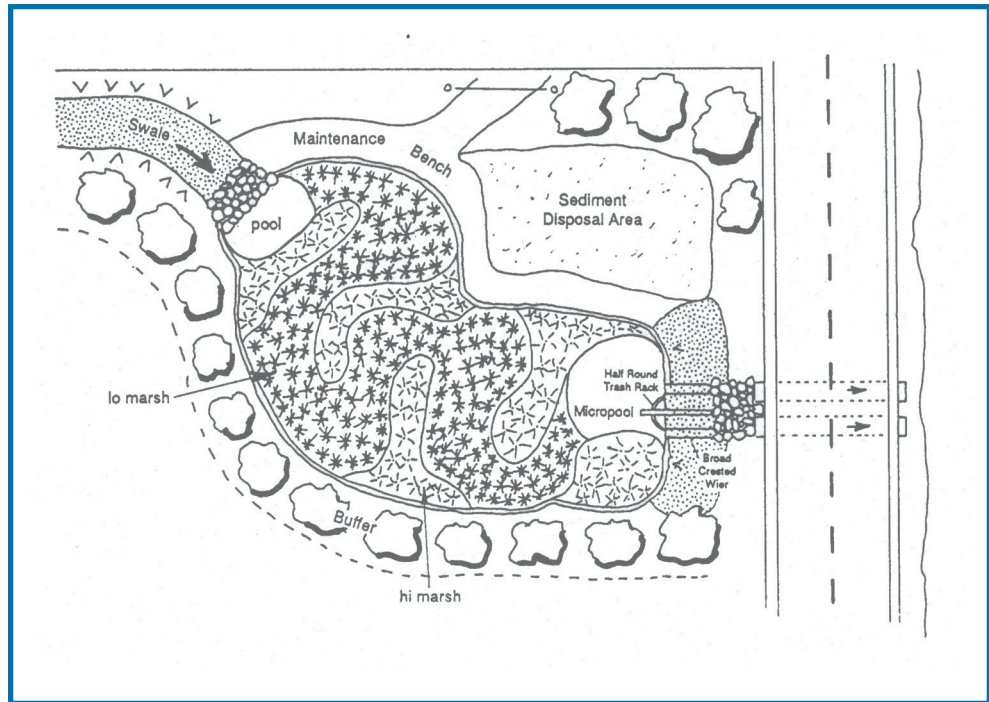 Swale
Maintenance
Bench
pool
Sediment
Disposal Area
Half Round
Trash Rack
Micropool
lo marsh
Broad
Crested
Wier
Buffer
hi marsh